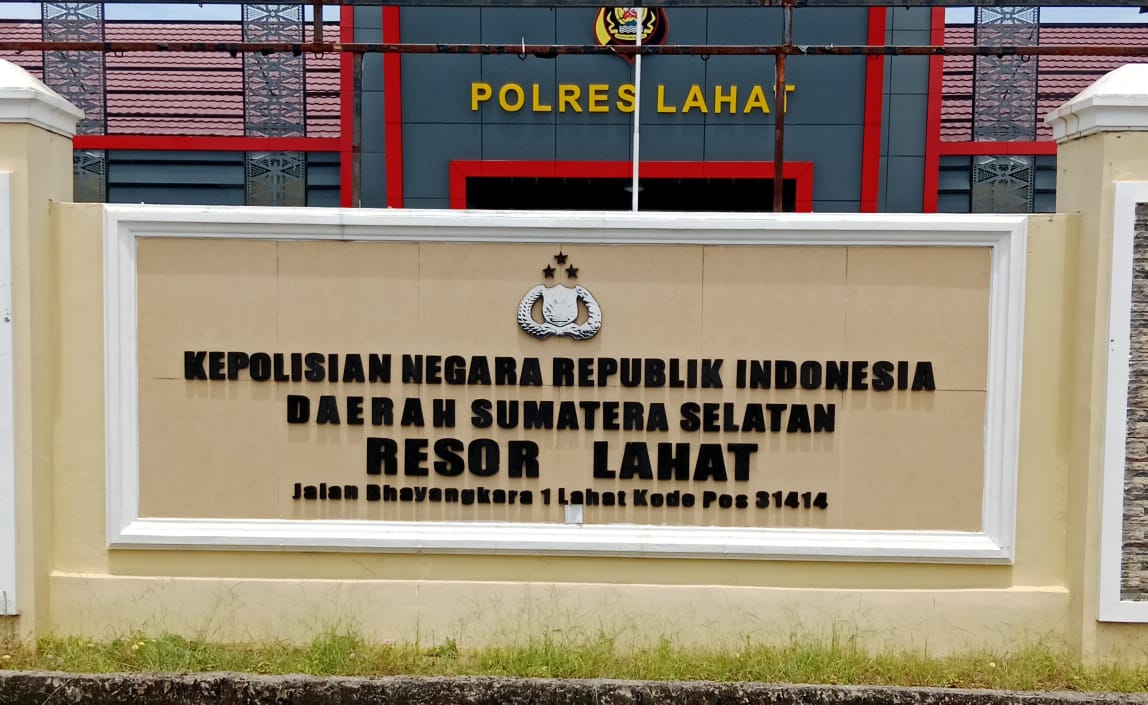 POLRES LAHAT
KEPOLISIAN NEGARA REPUBLIK INDONESIA
DAERAH SUMATERA SELATAN
RESOR LAHAT
Jalan Bhayangkara 1 Lahat Kode Pos 31414